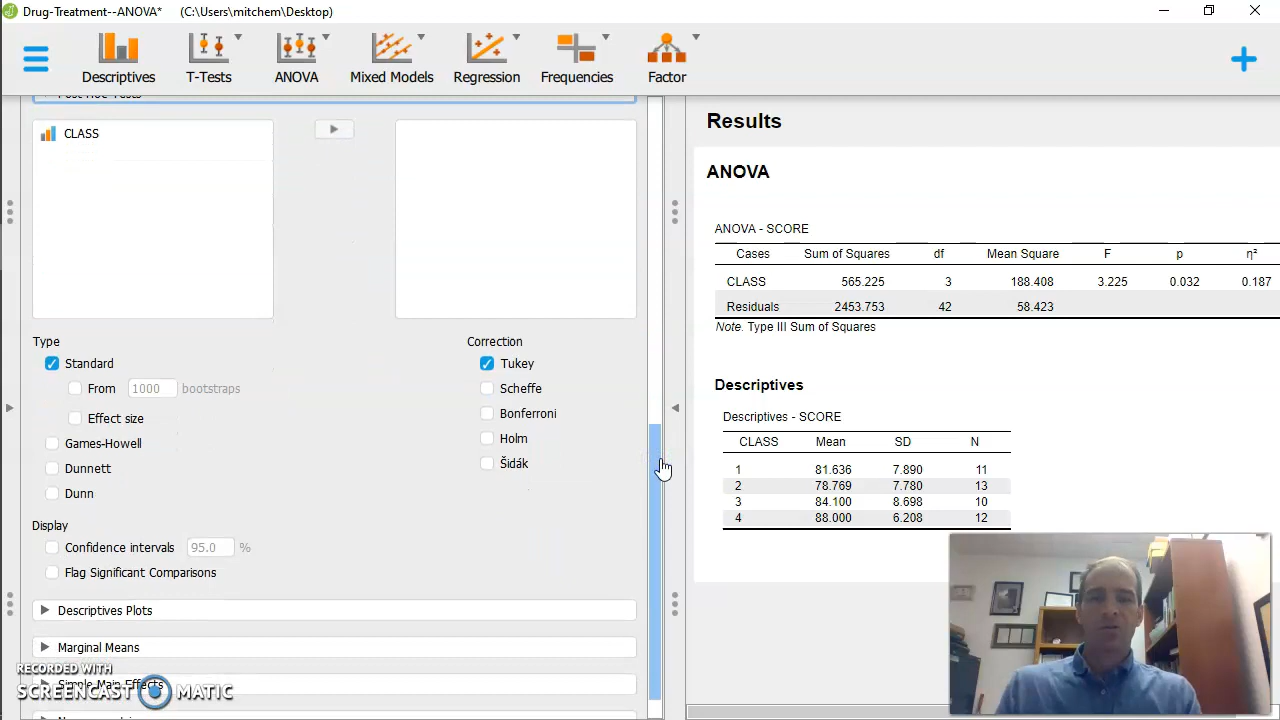 Drug-Treatment--ANOVA* (C:\Users\mitchem\Desktop)
Descriptives T-Tests ANOVA Mixed Models Regression Frequencies Factor
Post Hoc Tests
CLASS
Type
Standard
From 1000 bootstraps
Effect size
Games-Howell
Dunnett
Dunn
Correction
Tukey
Scheffe
Bonferroni
Holm
Šidák
Display
Confidence intervals 95.0 %
Flag Significant Comparisons
Descriptives Plots
Marginal Means
Simple Main Effects
RECORDED WITH
SCREENCAST MATIC
Results
ANOVA
ANOVA - SCORE
Cases Sum of Squares df Mean Square F p η²
CLASS 565.225 3 188.408 3.225 0.032 0.187
Residuals 2453.753 42 58.423
Note. Type III Sum of Squares
Descriptives
Descriptives - SCORE
CLASS Mean SD N
1 81.636 7.890 11
2 78.769 7.780 13
3 84.100 8.698 10
4 88.000 6.208 12